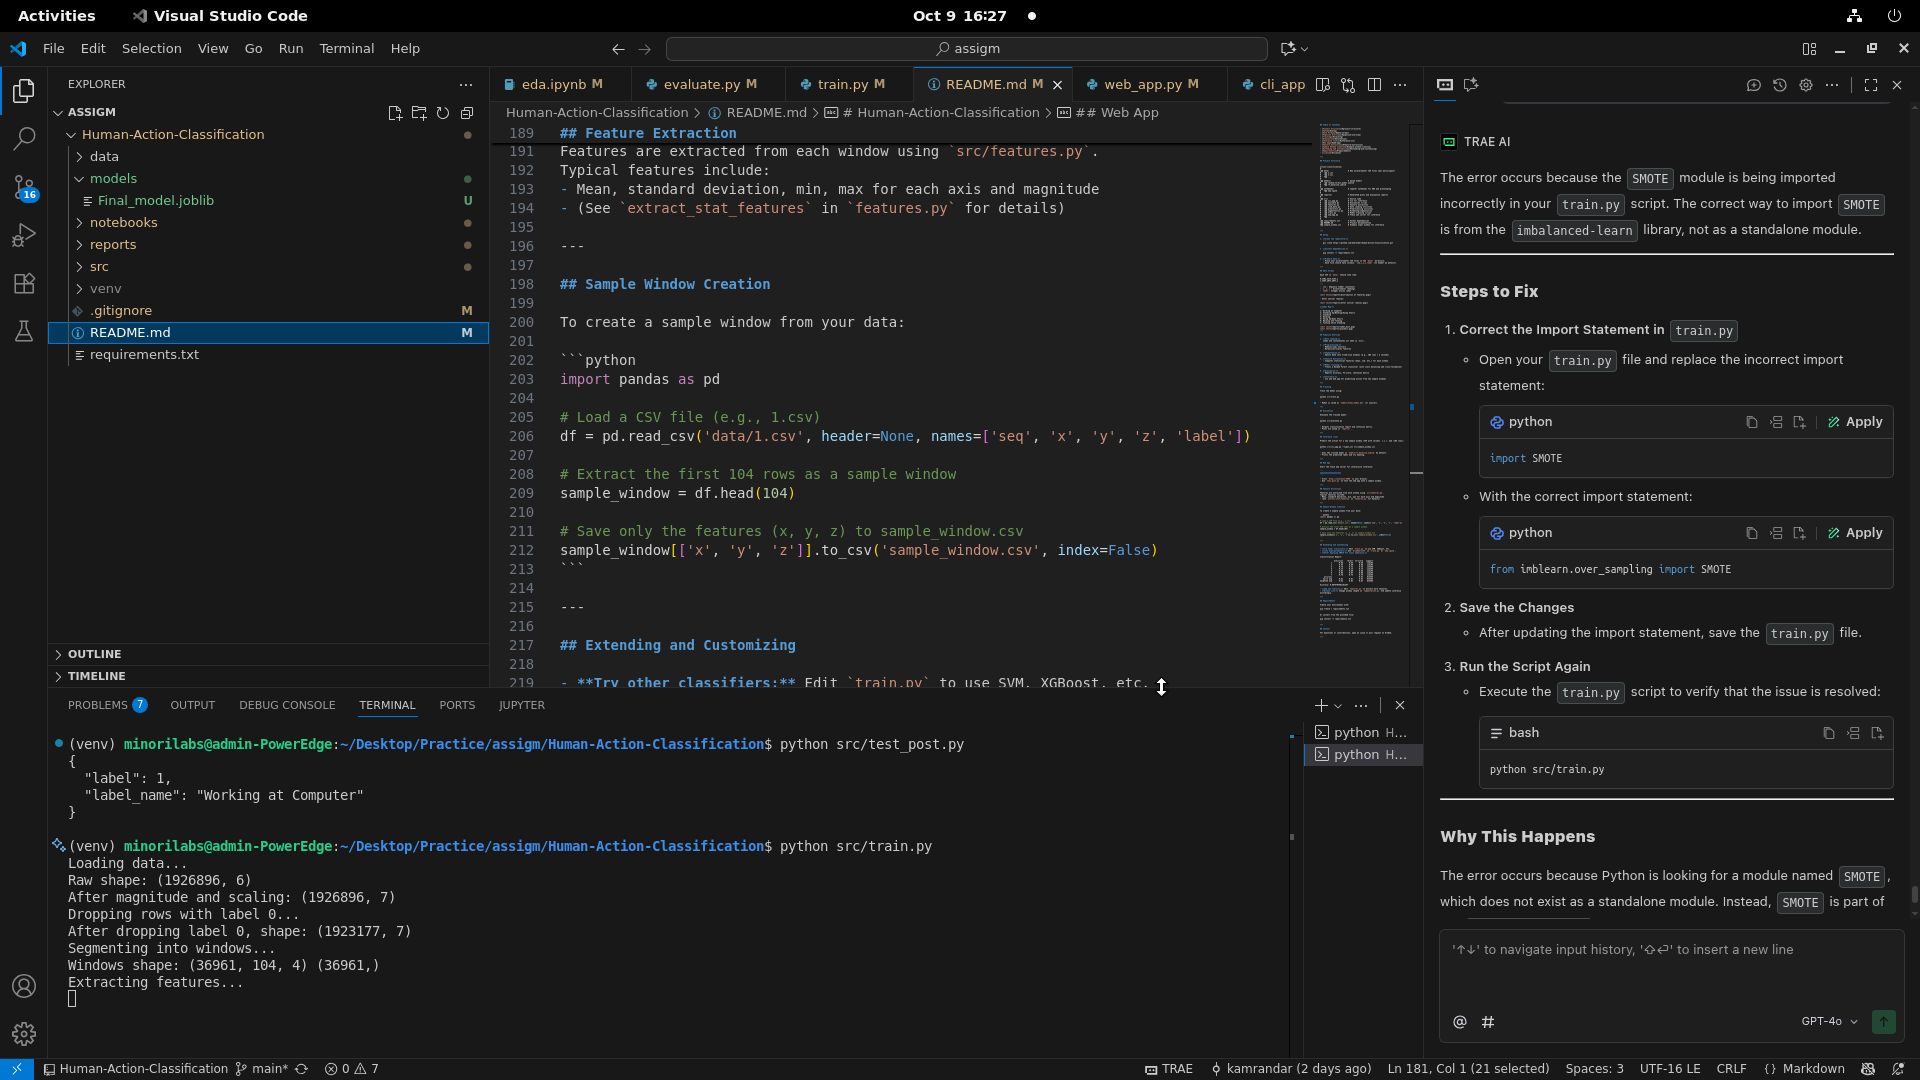 Activities Visual Studio Code Oct 9 16:27
File Edit Selection View Go Run Terminal Help assigm
EXPLORER
ASSIGM
Human-Action-Classification
data
models
Final_model.joblib U
notebooks
reports
src
venv
.gitignore M
README.md M
requirements.txt
OUTLINE
TIMELINE
16
eda.ipynb M evaluate.py M train.py M README.md M web_app.py M cli_app
Human-Action-Classification > README.md > # Human-Action-Classification > ## Web App
189 ## Feature Extraction
191 Features are extracted from each window using `src/features.py`.
192 Typical features include:
193 - Mean, standard deviation, min, max for each axis and magnitude
194 - (See `extract_stat_features` in `features.py` for details)
195
196 ---
197
198 ## Sample Window Creation
199
200 To create a sample window from your data:
201
202 ```python
203 import pandas as pd
204
205 # Load a CSV file (e.g., 1.csv)
206 df = pd.read_csv('data/1.csv', header=None, names=['seq', 'x', 'y', 'z', 'label'])
207
208 # Extract the first 104 rows as a sample window
209 sample_window = df.head(104)
210
211 # Save only the features (x, y, z) to sample_window.csv
212 sample_window[['x', 'y', 'z']].to_csv('sample_window.csv', index=False)
213 ```
214
215 ---
216
217 ## Extending and Customizing
218
219 - **Try other classifiers:** Edit `train.py` to use SVM, XGBoost, etc.
PROBLEMS 7 OUTPUT DEBUG CONSOLE TERMINAL PORTS JUPYTER
(venv) minorilabs@admin-PowerEdge:~/Desktop/Practice/assigm/Human-Action-Classification$ python src/test_post.py
{
"label": 1,
"label_name": "Working at Computer"
}
(venv) minorilabs@admin-PowerEdge:~/Desktop/Practice/assigm/Human-Action-Classification$ python src/train.py
Loading data...
Raw shape: (1926896, 6)
After magnitude and scaling: (1926896, 7)
Dropping rows with label 0...
After dropping label 0, shape: (1923177, 7)
Segmenting into windows...
Windows shape: (36961, 104, 4) (36961,)
Extracting features...
python H...
python H...
TRAE AI
The error occurs because the SMOTE module is being imported
incorrectly in your train.py script. The correct way to import SMOTE
is from the imbalanced-learn library, not as a standalone module.
Steps to Fix
1. Correct the Import Statement in train.py
Open your train.py file and replace the incorrect import
statement:
python Apply
import SMOTE
With the correct import statement:
python Apply
from imblearn.over_sampling import SMOTE
2. Save the Changes
After updating the import statement, save the train.py file.
3. Run the Script Again
Execute the train.py script to verify that the issue is resolved:
bash
python src/train.py
Why This Happens
The error occurs because Python is looking for a module named SMOTE,
which does not exist as a standalone module. Instead, SMOTE is part of
'↑↓' to navigate input history, '⇧⏎' to insert a new line
@ # GPT-4o
Human-Action-Classification main* 0 7 TRAE kamrandar (2 days ago) Ln 181, Col 1 (21 selected) Spaces: 3 UTF-16 LE CRLF {} Markdown